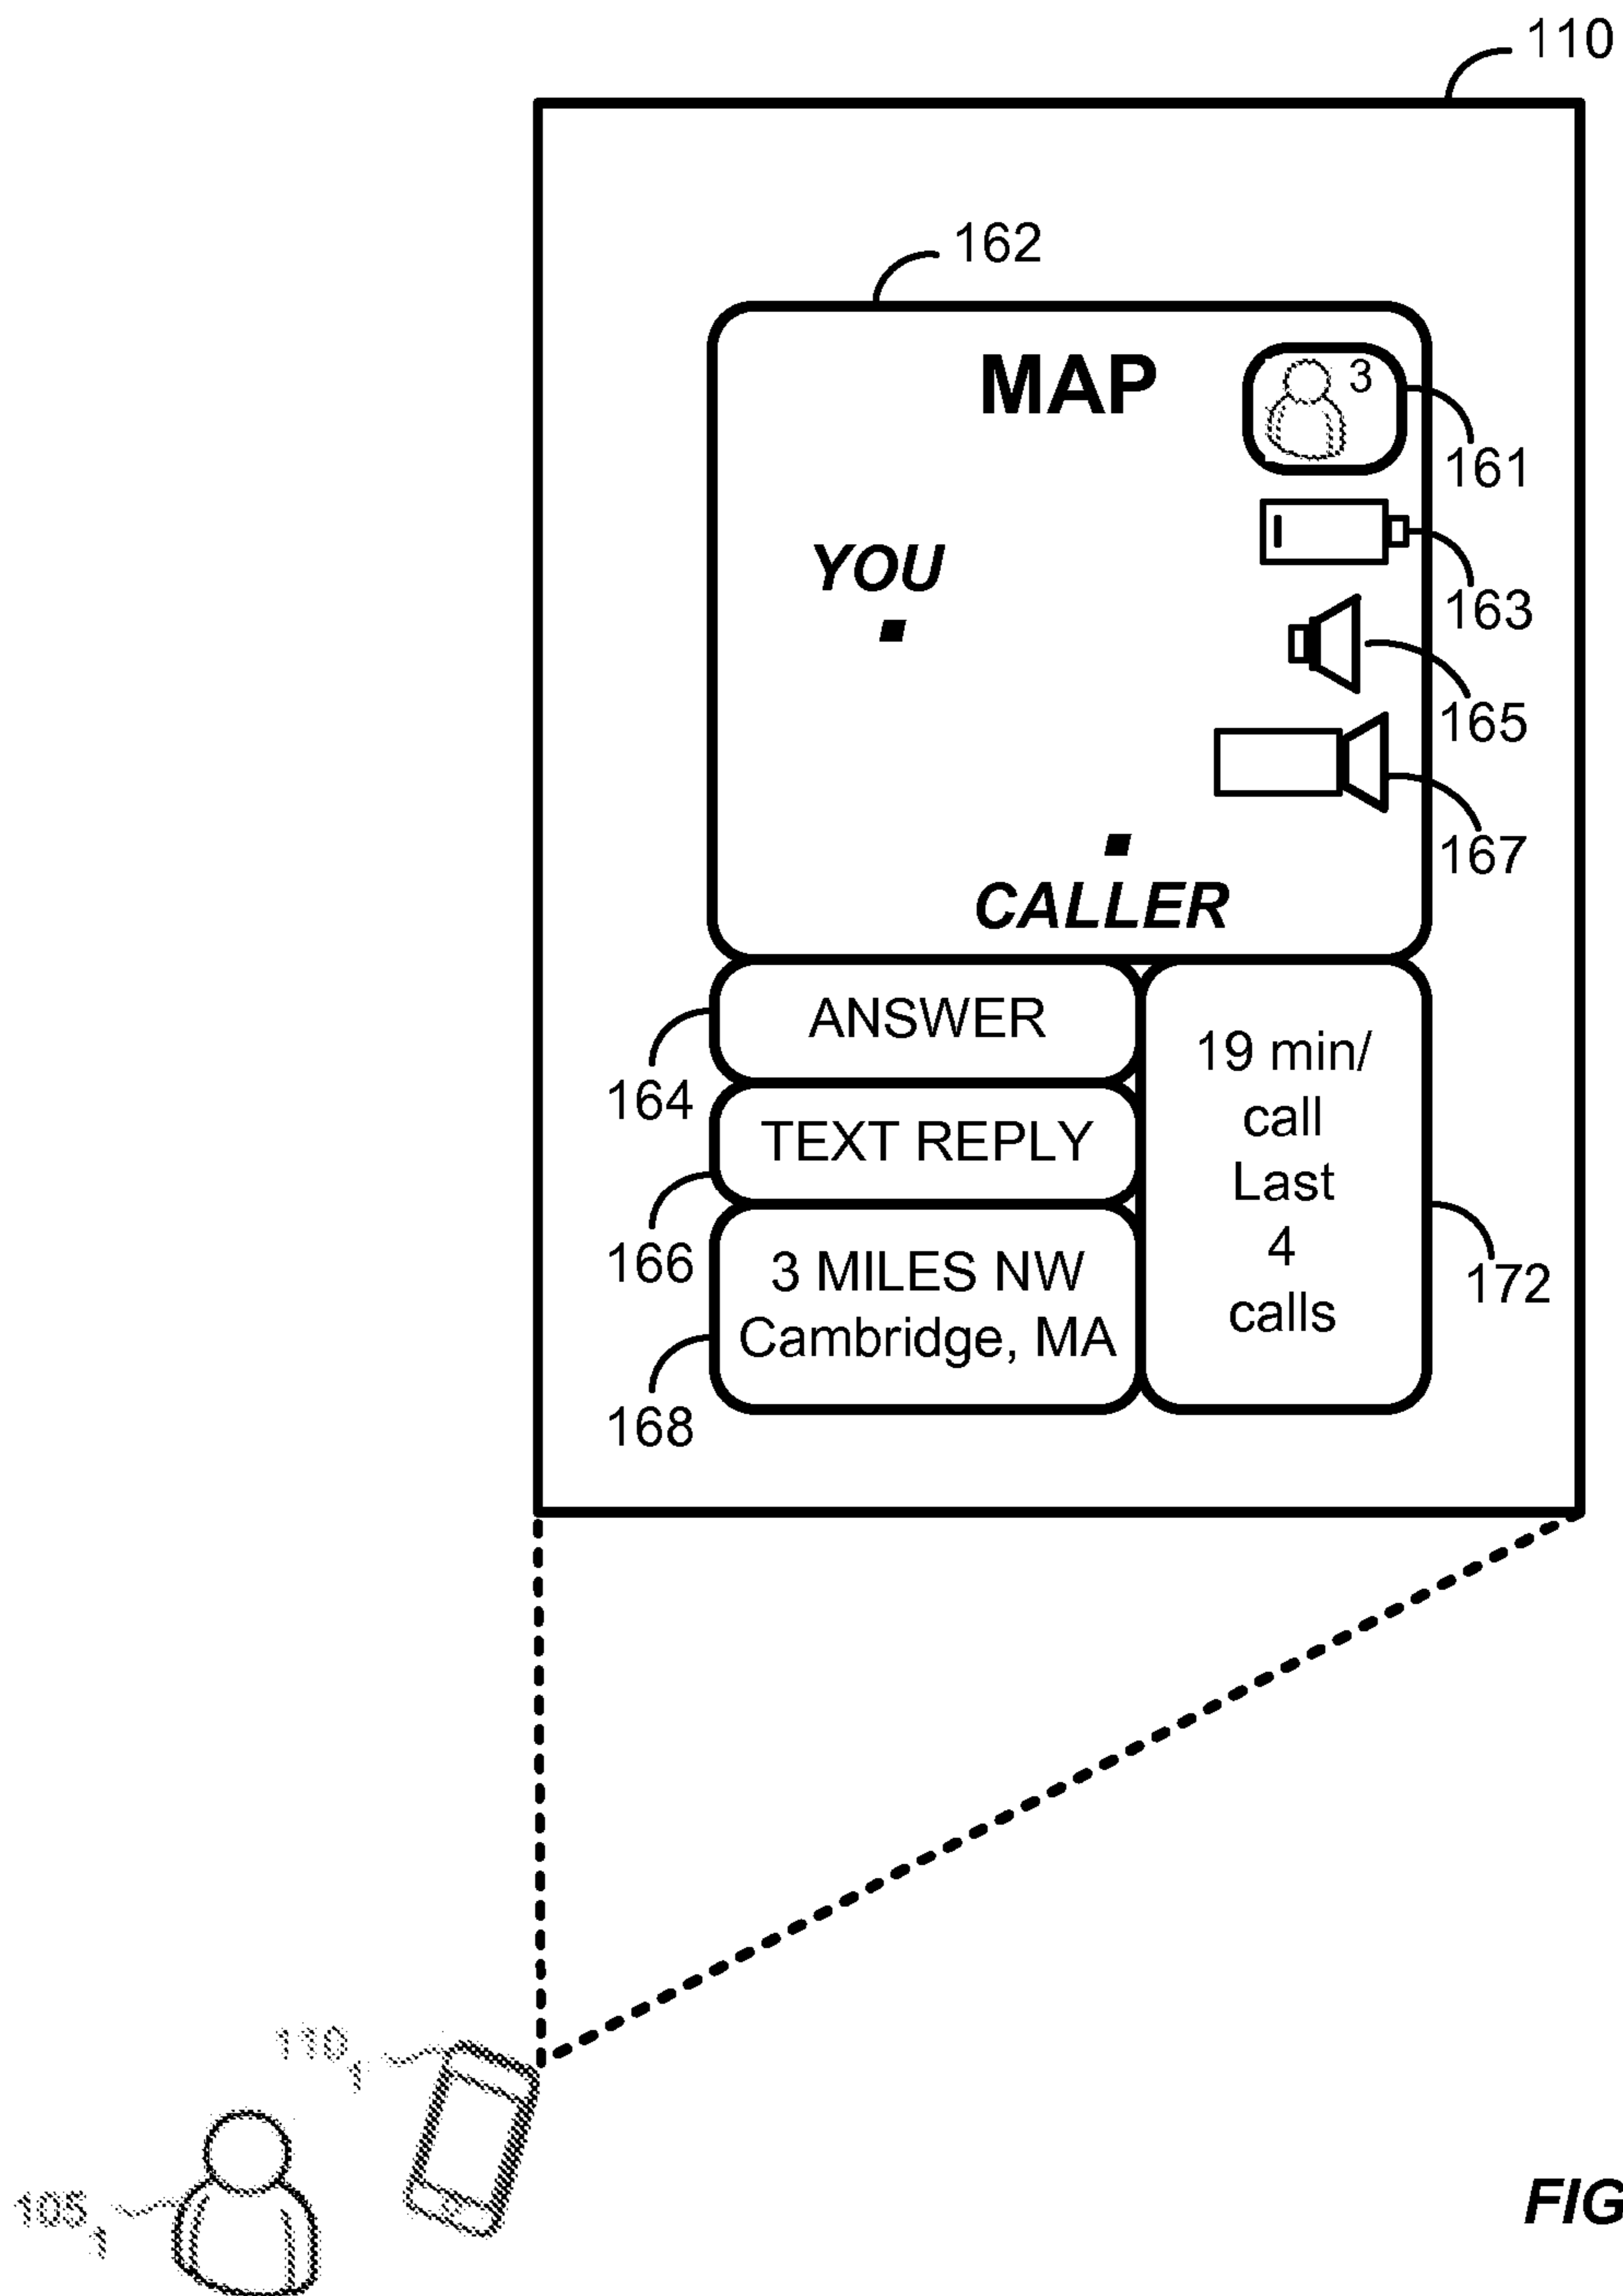 110
162
MAP
3
161
YOU
163
165
167
CALLER
ANSWER
164
TEXT REPLY
166
3 MILES NW
Cambridge, MA
168
19 min/
call
Last
4
calls
172
110
1
105
1
FIG